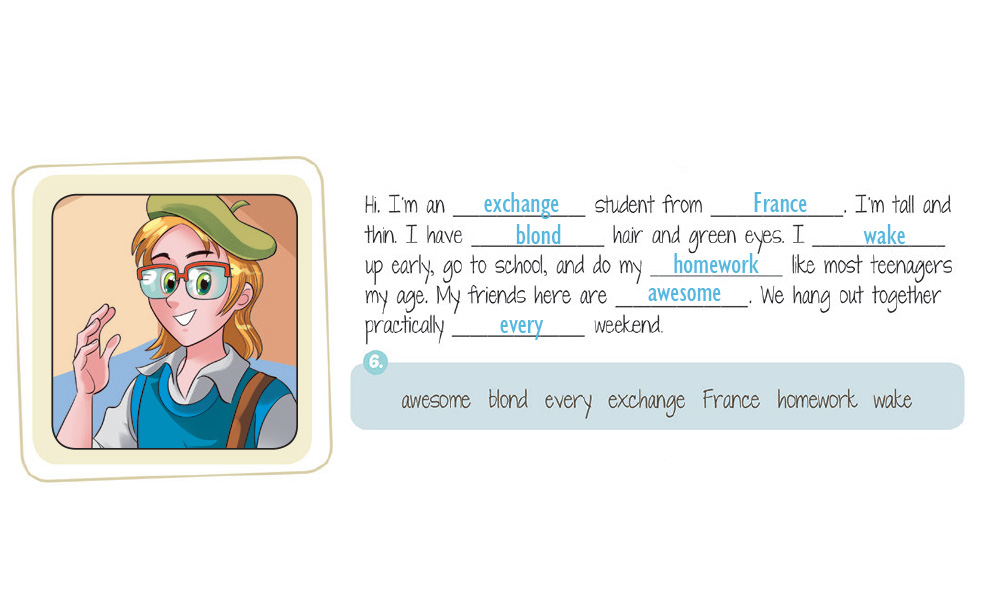 Hi. I'm an exchange student from France. I'm tall and
thin. I have blond hair and green eyes. I wake
up early, go to school, and do my homework like most teenagers
my age. My friends here are awesome. We hang out together
practically every weekend.
6.
awesome blond every exchange France homework wake